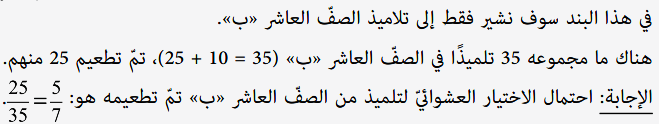 في هذا البند سوف نشير فقط إلى تلاميذ الصفّ العاشر «ب».
هناك ما مجموعه 35 تلميذًا في الصفّ العاشر «ب» (35 = 10 + 25)، تمّ تطعيم 25 منهم.
الإجابة: احتمال الاختيار العشوائيّ لتلميذ من الصفّ العاشر «ب» تمّ تطعيمه هو: 25/35 = 5/7.